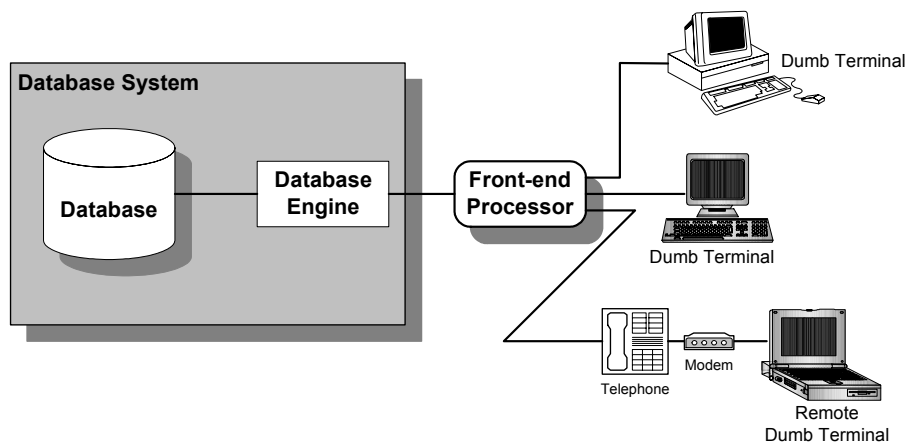 Database System
Database
Database
Engine
Front-end
Processor
Dumb Terminal
Dumb Terminal
Telephone
Modem
Remote
Dumb Terminal